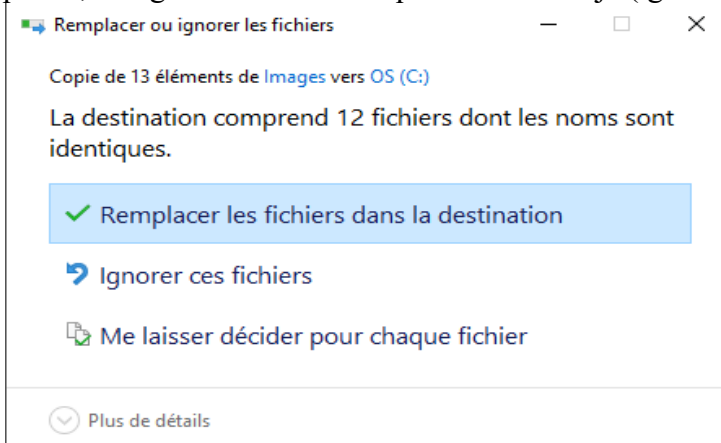 Remplacer ou ignorer les fichiers
Copie de 13 éléments de Images vers OS (C:)
La destination comprend 12 fichiers dont les noms sont
identiques.
Remplacer les fichiers dans la destination
Ignorer ces fichiers
Me laisser décider pour chaque fichier
Plus de détails